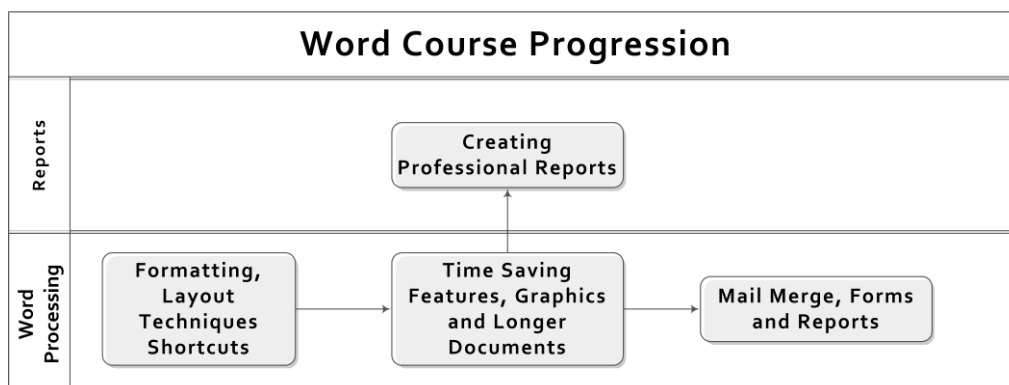 Word Course Progression
Reports
Creating
Professional Reports
Word
Processing
Formatting,
Layout
Techniques
Shortcuts
Time Saving
Features, Graphics
and Longer
Documents
Mail Merge, Forms
and Reports